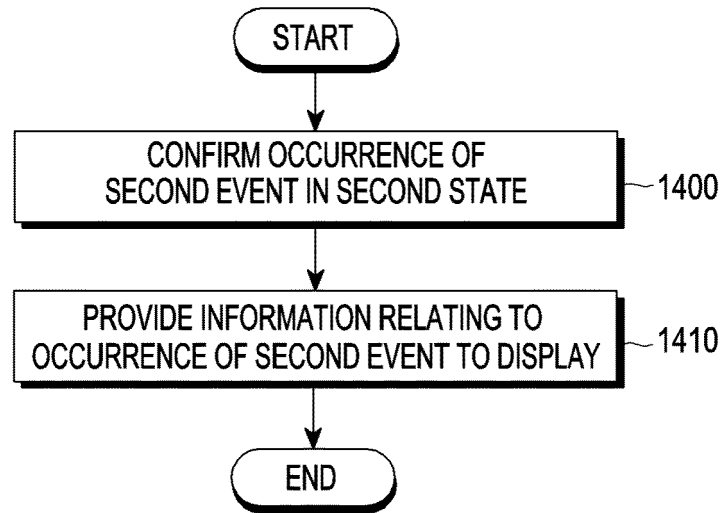 START
CONFIRM OCCURRENCE OF
SECOND EVENT IN SECOND STATE
1400
PROVIDE INFORMATION RELATING TO
OCCURRENCE OF SECOND EVENT TO DISPLAY
1410
END